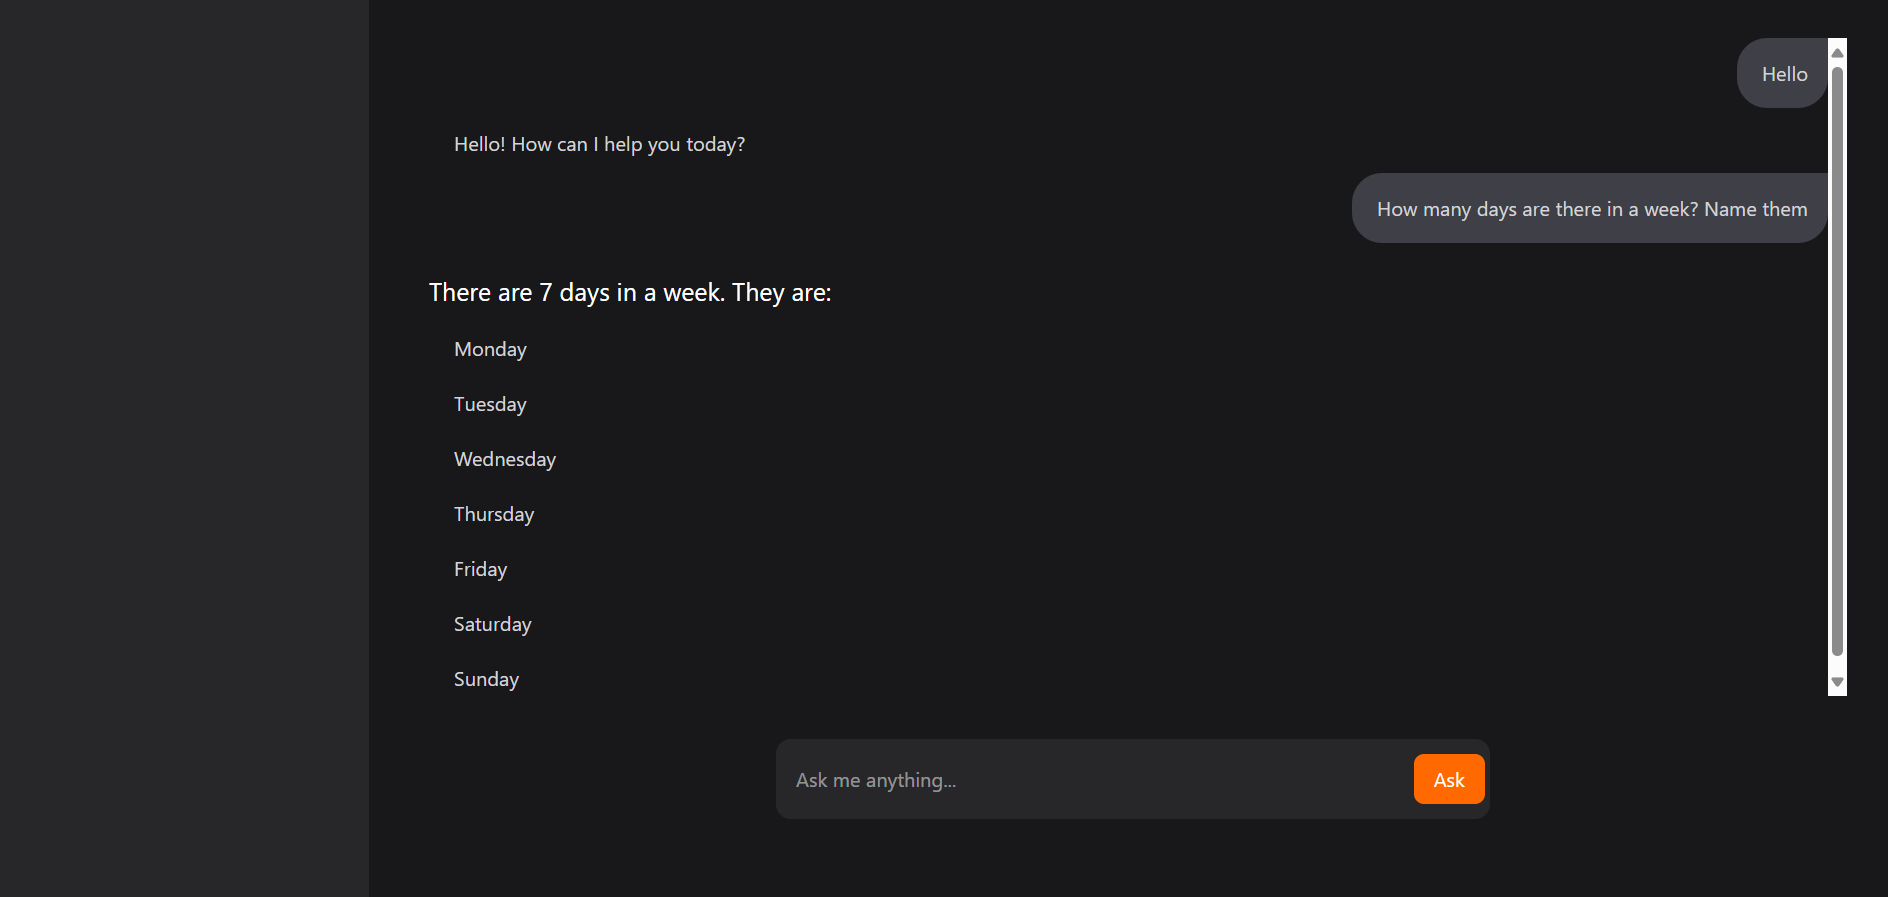 Hello
Hello! How can I help you today?
How many days are there in a week? Name them
There are 7 days in a week. They are:
Monday
Tuesday
Wednesday
Thursday
Friday
Saturday
Sunday
Ask me anything...
Ask